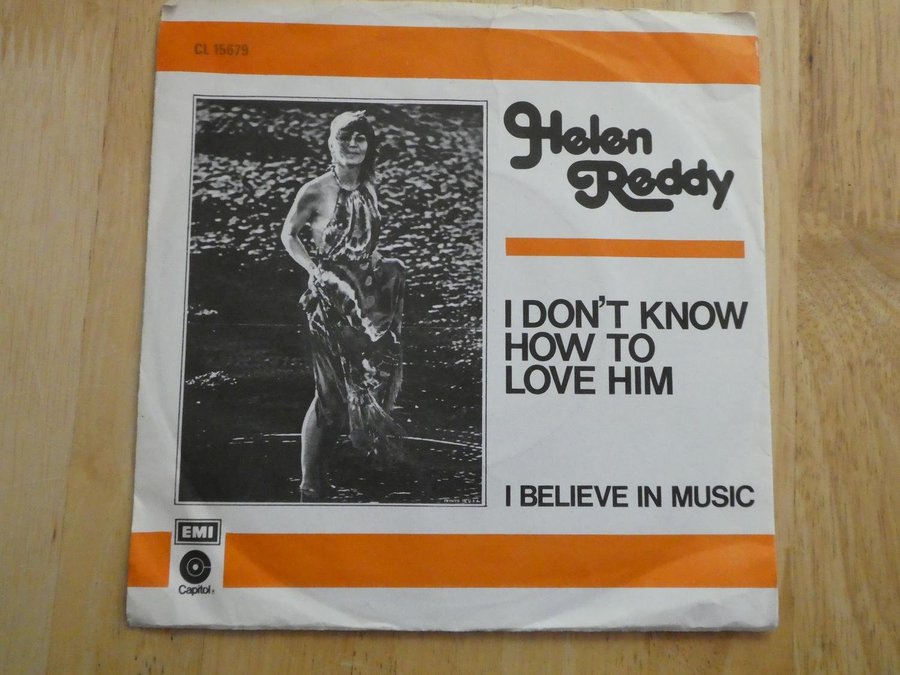 CL 15679
Helen
Reddy
I DON'T KNOW
HOW TO
LOVE HIM
I BELIEVE IN MUSIC
EMI
Capitol